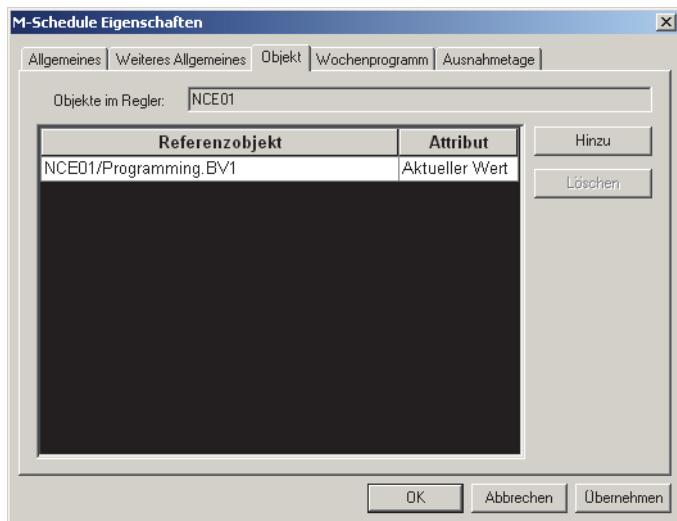 M-Schedule Eigenschaften
Allgemeines Weiteres Allgemeines Objekt Wochenprogramm Ausnahmetage
Objekte im Regler: NCE01
Referenzobjekt Attribut Hinzu
NCE01/Programming.BV1 Aktueller Wert
Löschen
OK Abbrechen Übernehmen